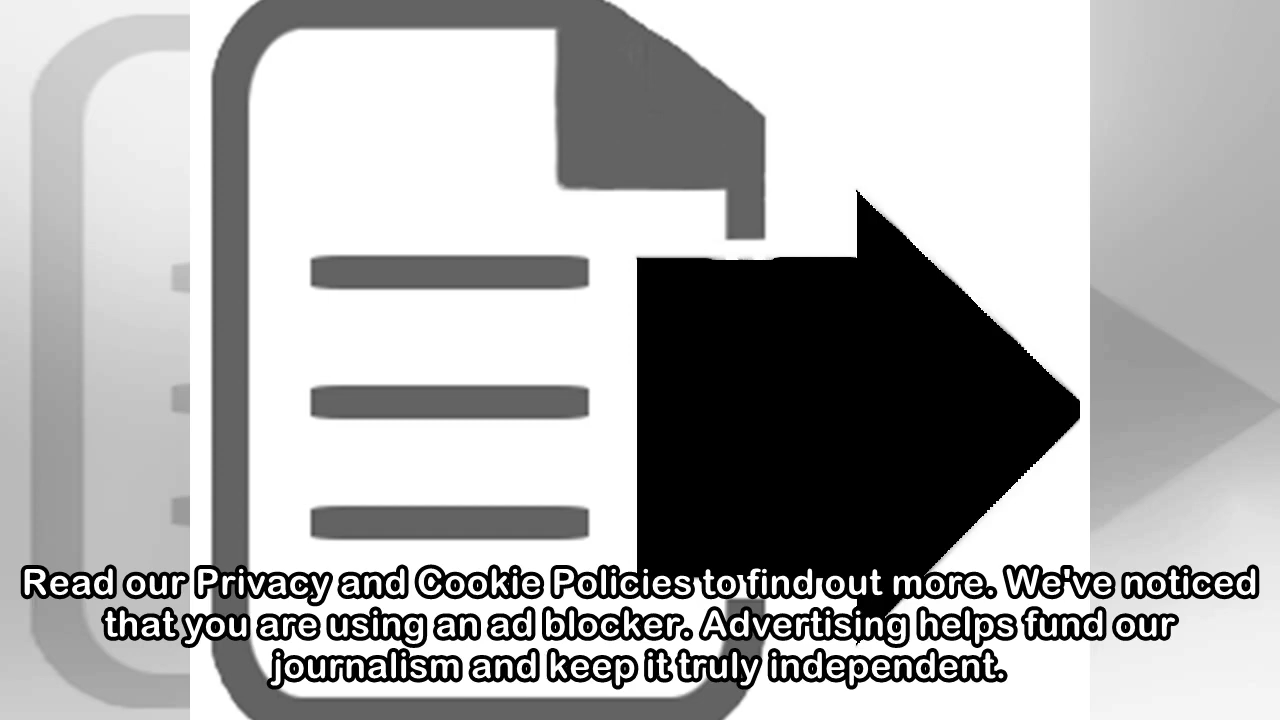 Read our Privacy and Cookie Policies to find out more. We've noticed
that you are using an ad blocker. Advertising helps fund our
journalism and keep it truly independent.